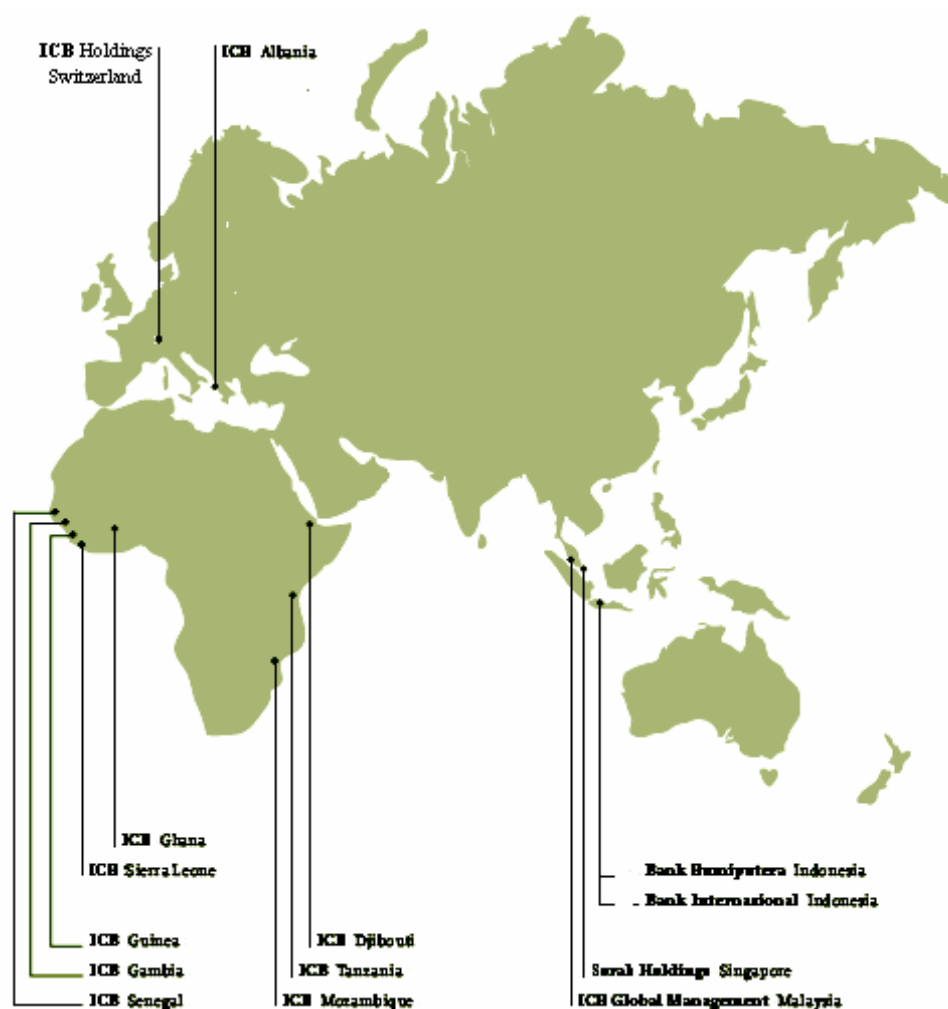 ICB Holdings
Switzerland
ICB Albania
ICB Ghana
ICB Sierra Leone
ICB Guinea
ICB Gambia
ICB Senegal
ICB Djibouti
ICB Tanzania
ICB Mozambique
Bank Bumiputera Indonesia
Bank Internasional Indonesia
Holdings Singapore
ICB Global Management Malaysia